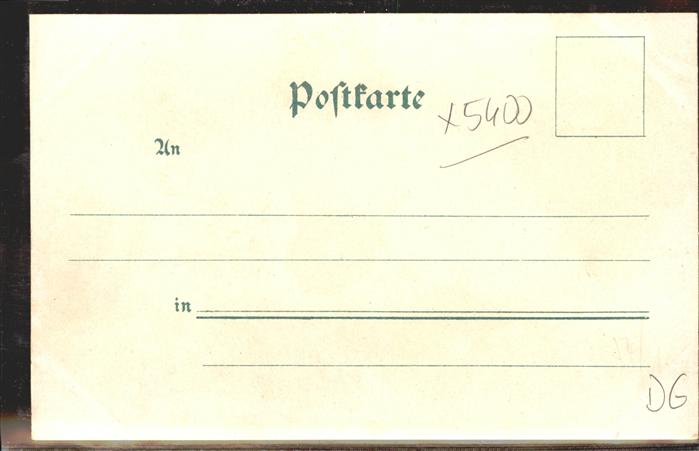 Postkarte
x5400
An
in
DG